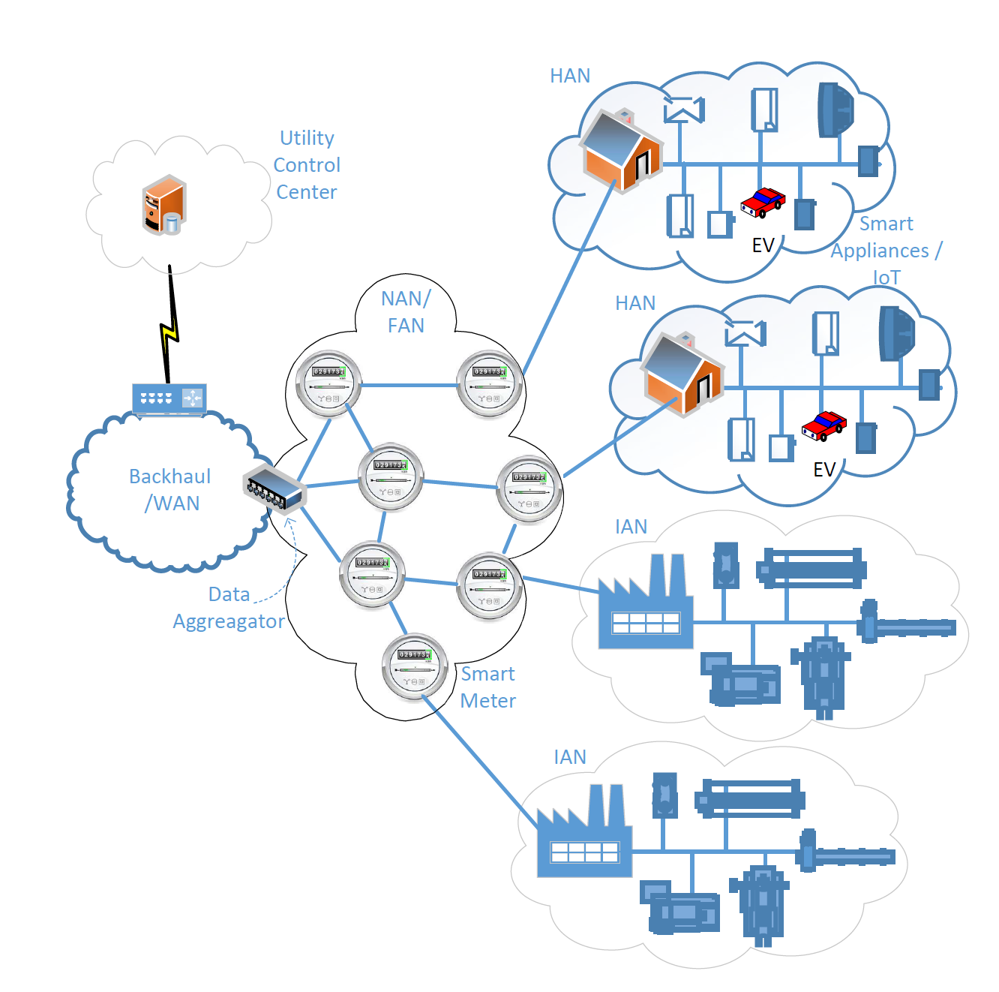 HAN
Utility
Control
Center
EV
Smart
Appliances /
IoT
NAN/
FAN
HAN
EV
Backhaul
/WAN
IAN
Data
Aggreagator
Smart
Meter
IAN